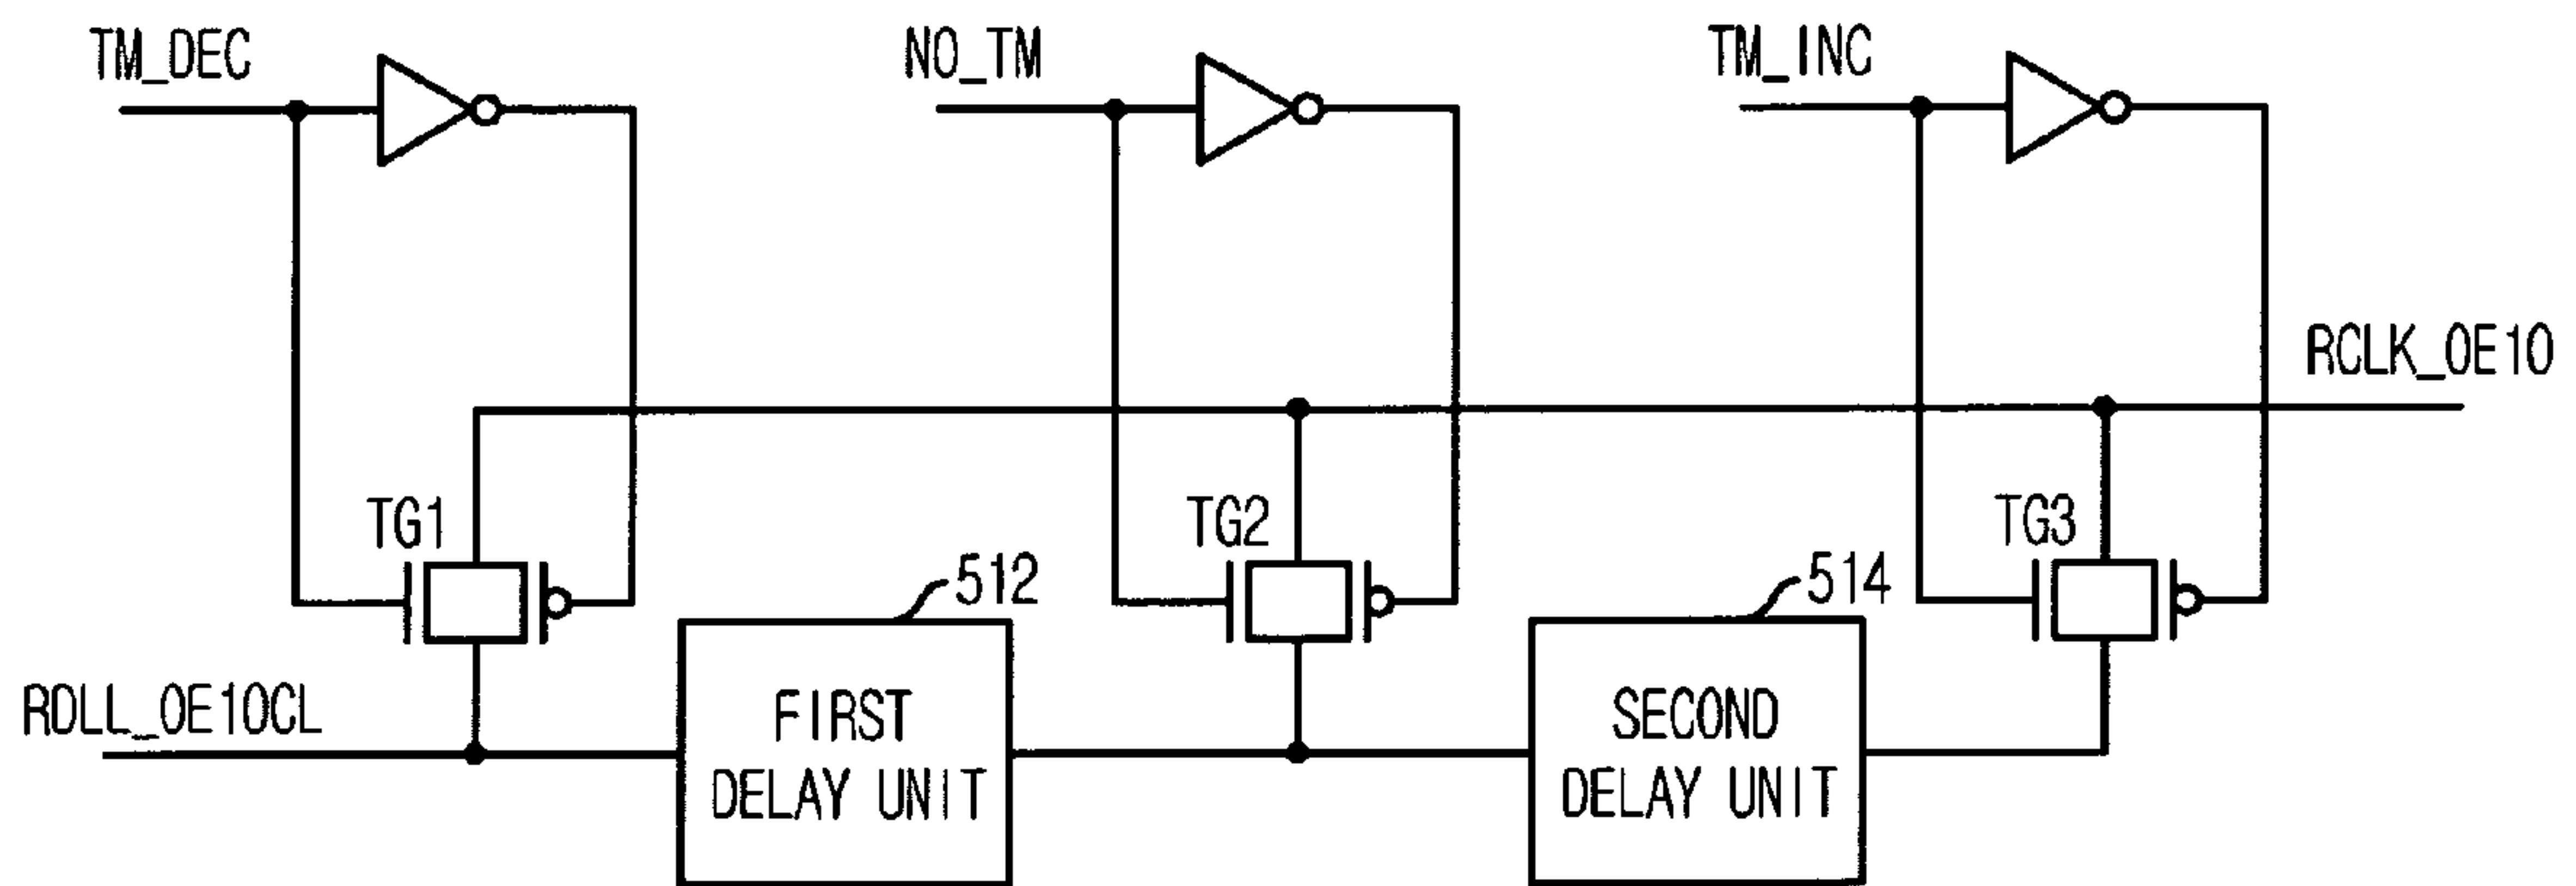 TM_DEC
NO_TM
TM_INC
RCLK_OE10
TG1
TG2
TG3
512
514
RDLL_OE10CL
FIRST
DELAY UNIT
SECOND
DELAY UNIT